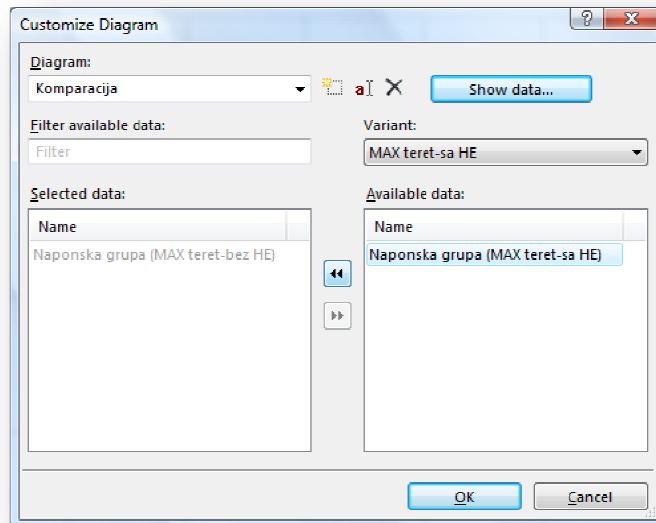 Customize Diagram
Diagram:
Komparacija
aI
Show data...
Filter available data:
Variant:
Filter
MAX teret-sa HE
Selected data:
Available data:
Name
Name
Naponska grupa (MAX teret-bez HE)
Naponska grupa (MAX teret-sa HE)
OK
Cancel